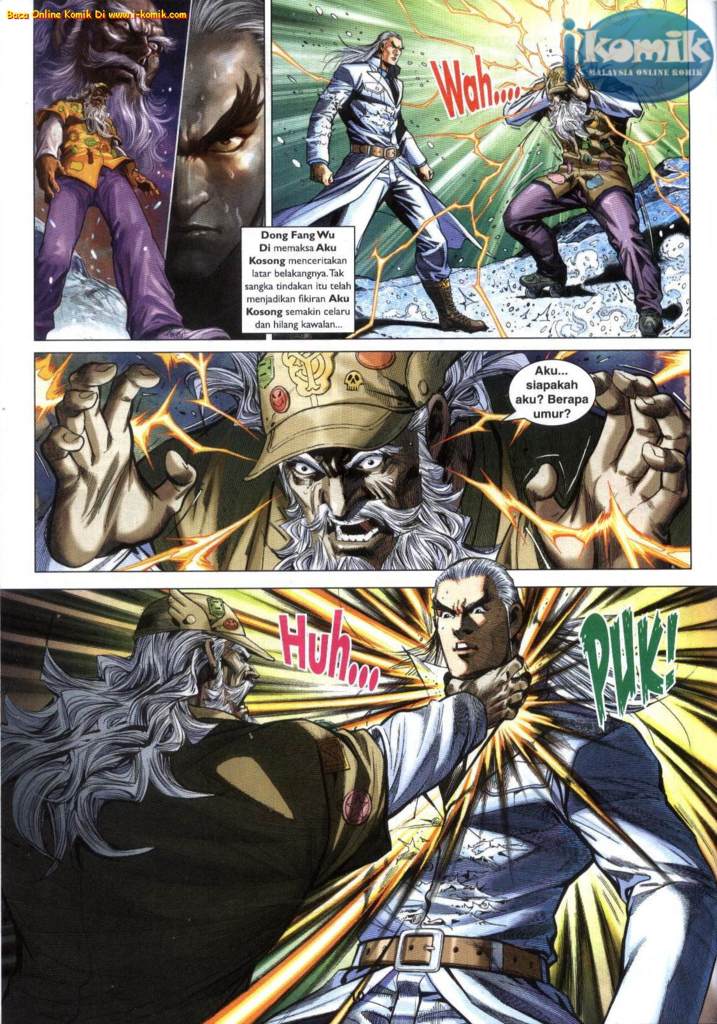 Baca Online Komik Di www.i-komik.com
ikomik
MALAYSIA ONLINE KOMIK
Wah....
Dong Fang Wu
Di memaksa Aku
Kosong menceritakan
latar belakangnya. Tak
sangka tindakan itu telah
menjadikan fikiran Aku
Kosong semakin celaru
dan hilang kawalan...
Aku...
siapakah
aku? Berapa
umur?
Huh...
PUK!